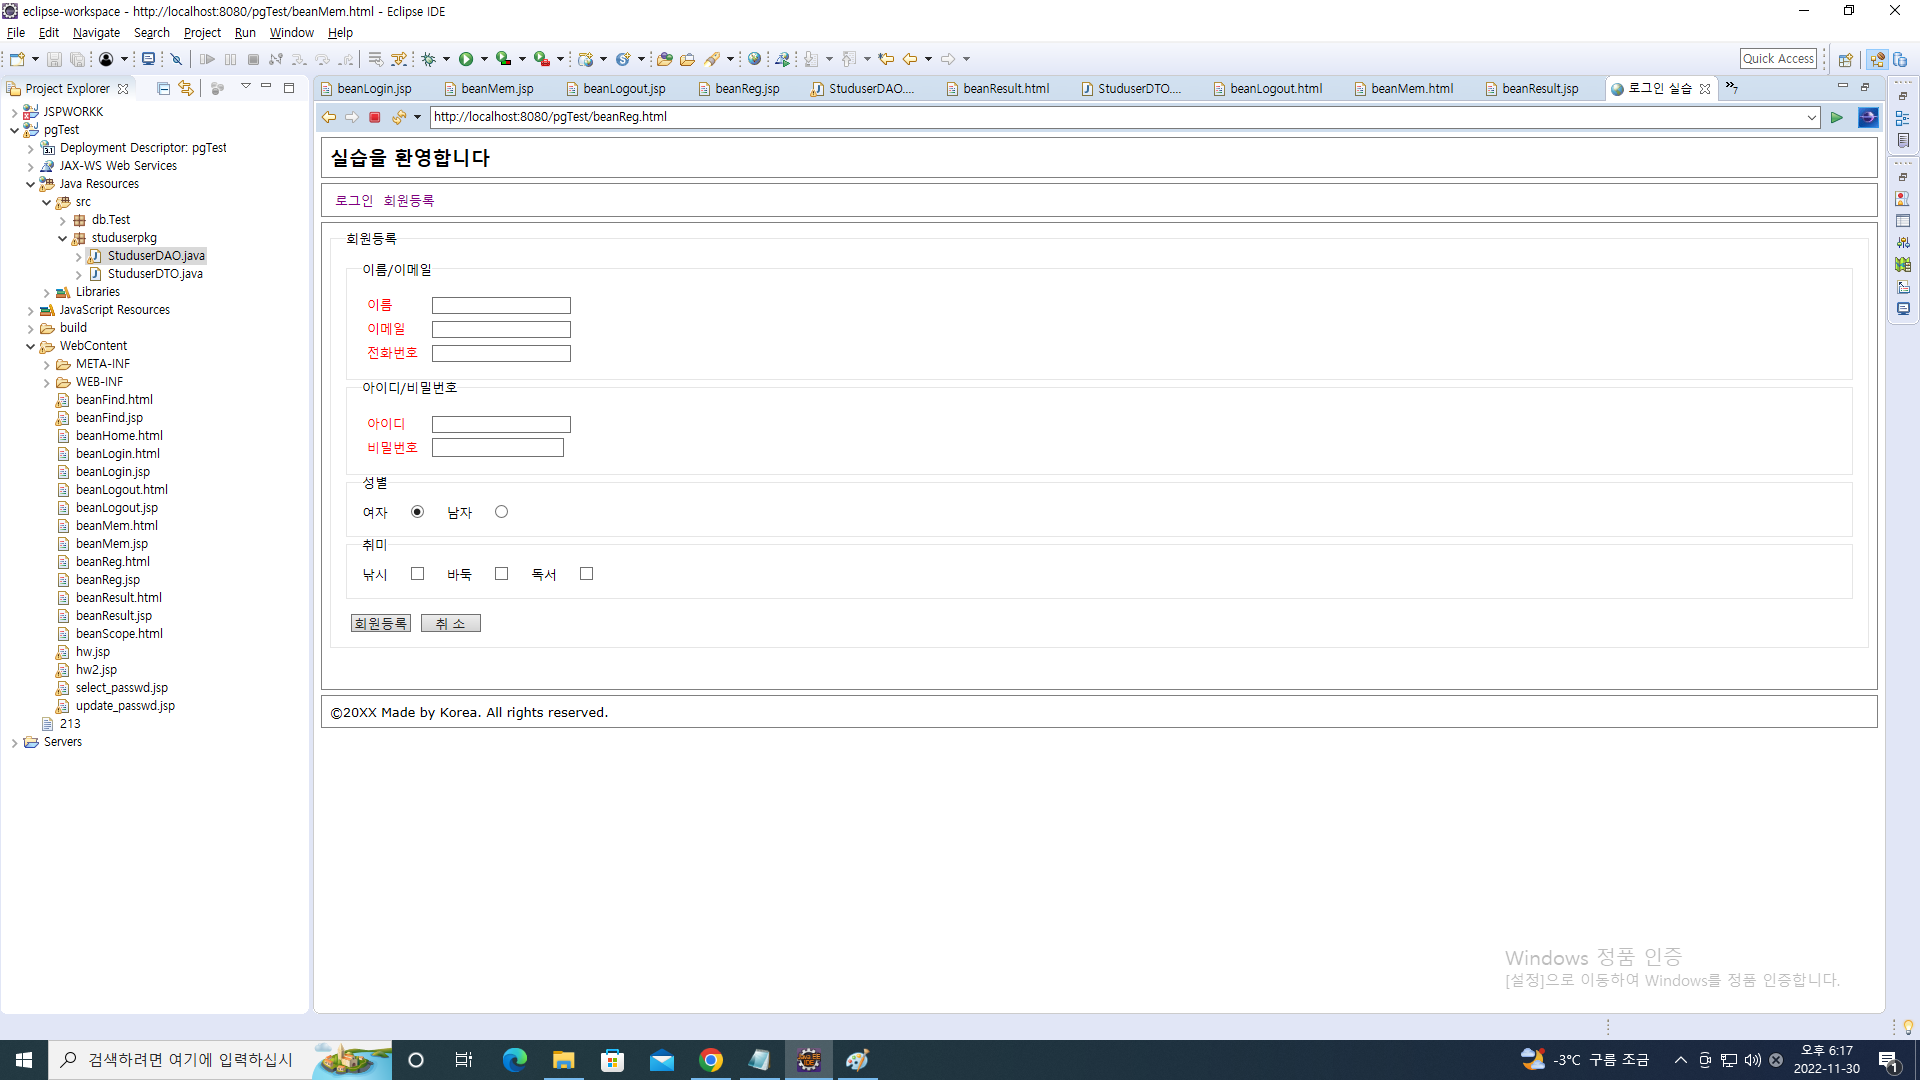 eclipse-workspace - http://localhost:8080/pgTest/beanMem.html - Eclipse IDE
File Edit Navigate Search Project Run Window Help
Quick Access
Project Explorer
beanLogin.jsp beanMem.jsp beanLogout.jsp beanReg.jsp StuduserDAO.... beanResult.html StuduserDTO.... beanLogout.html beanMem.html beanResult.jsp 로그인 실습 »7
http://localhost:8080/pgTest/beanReg.html
JSPWORKK
pgTest
Deployment Descriptor: pgTest
JAX-WS Web Services
Java Resources
src
db.Test
studuserpkg
StuduserDAO.java
StuduserDTO.java
Libraries
JavaScript Resources
build
WebContent
META-INF
WEB-INF
beanFind.html
beanFind.jsp
beanHome.html
beanLogin.html
beanLogin.jsp
beanLogout.html
beanLogout.jsp
beanMem.html
beanMem.jsp
beanReg.html
beanReg.jsp
beanResult.html
beanResult.jsp
beanScope.html
hw.jsp
hw2.jsp
select_passwd.jsp
update_passwd.jsp
213
Servers
실습을 환영합니다
로그인 회원등록
회원등록
이름/이메일
이름
이메일
전화번호
아이디/비밀번호
아이디
비밀번호
성별
여자 남자
취미
낚시 바둑 독서
회원등록 취 소
©20XX Made by Korea. All rights reserved.
Windows 정품 인증
[설정]으로 이동하여 Windows를 정품 인증합니다.
검색하려면 여기에 입력하십시
-3°C 구름 조금
오후 6:17
2022-11-30
1